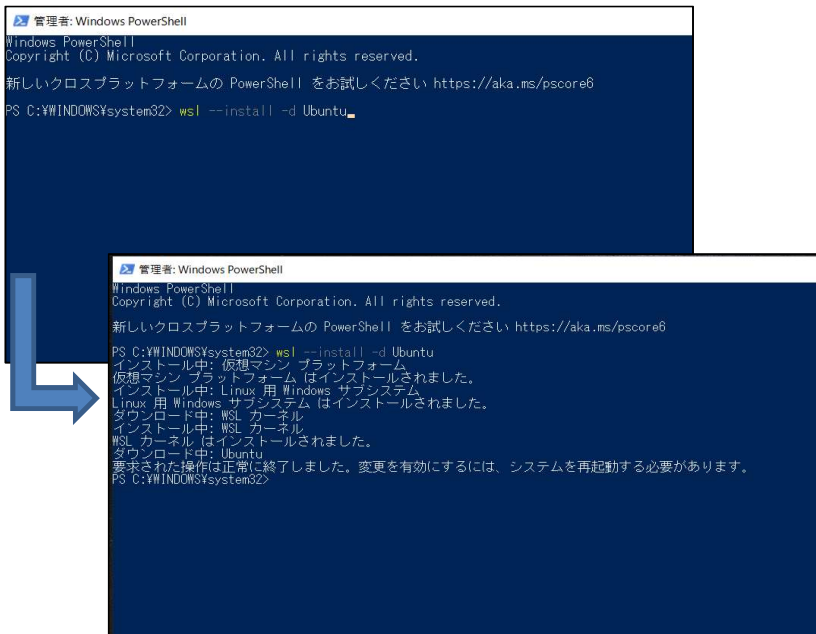 管理者: Windows PowerShell
Windows PowerShell
Copyright (C) Microsoft Corporation. All rights reserved.
新しいクロスプラットフォームの PowerShell をお試しください https://aka.ms/pscore6
PS C:¥WINDOWS¥system32> wsl --install -d Ubuntu
管理者: Windows PowerShell
Windows PowerShell
Copyright (C) Microsoft Corporation. All rights reserved.
新しいクロスプラットフォームの PowerShell をお試しください https://aka.ms/pscore6
PS C:¥WINDOWS¥system32> wsl --install -d Ubuntu
インストール中: 仮想マシン プラットフォーム
仮想マシン プラットフォーム はインストールされました。
インストール中: Linux 用 Windows サブシステム
Linux 用 Windows サブシステム はインストールされました。
ダウンロード中: WSL カーネル
インストール中: WSL カーネル
WSL カーネル はインストールされました。
ダウンロード中: Ubuntu
要求された操作は正常に終了しました。変更を有効にするには、システムを再起動する必要があります。
PS C:¥WINDOWS¥system32>